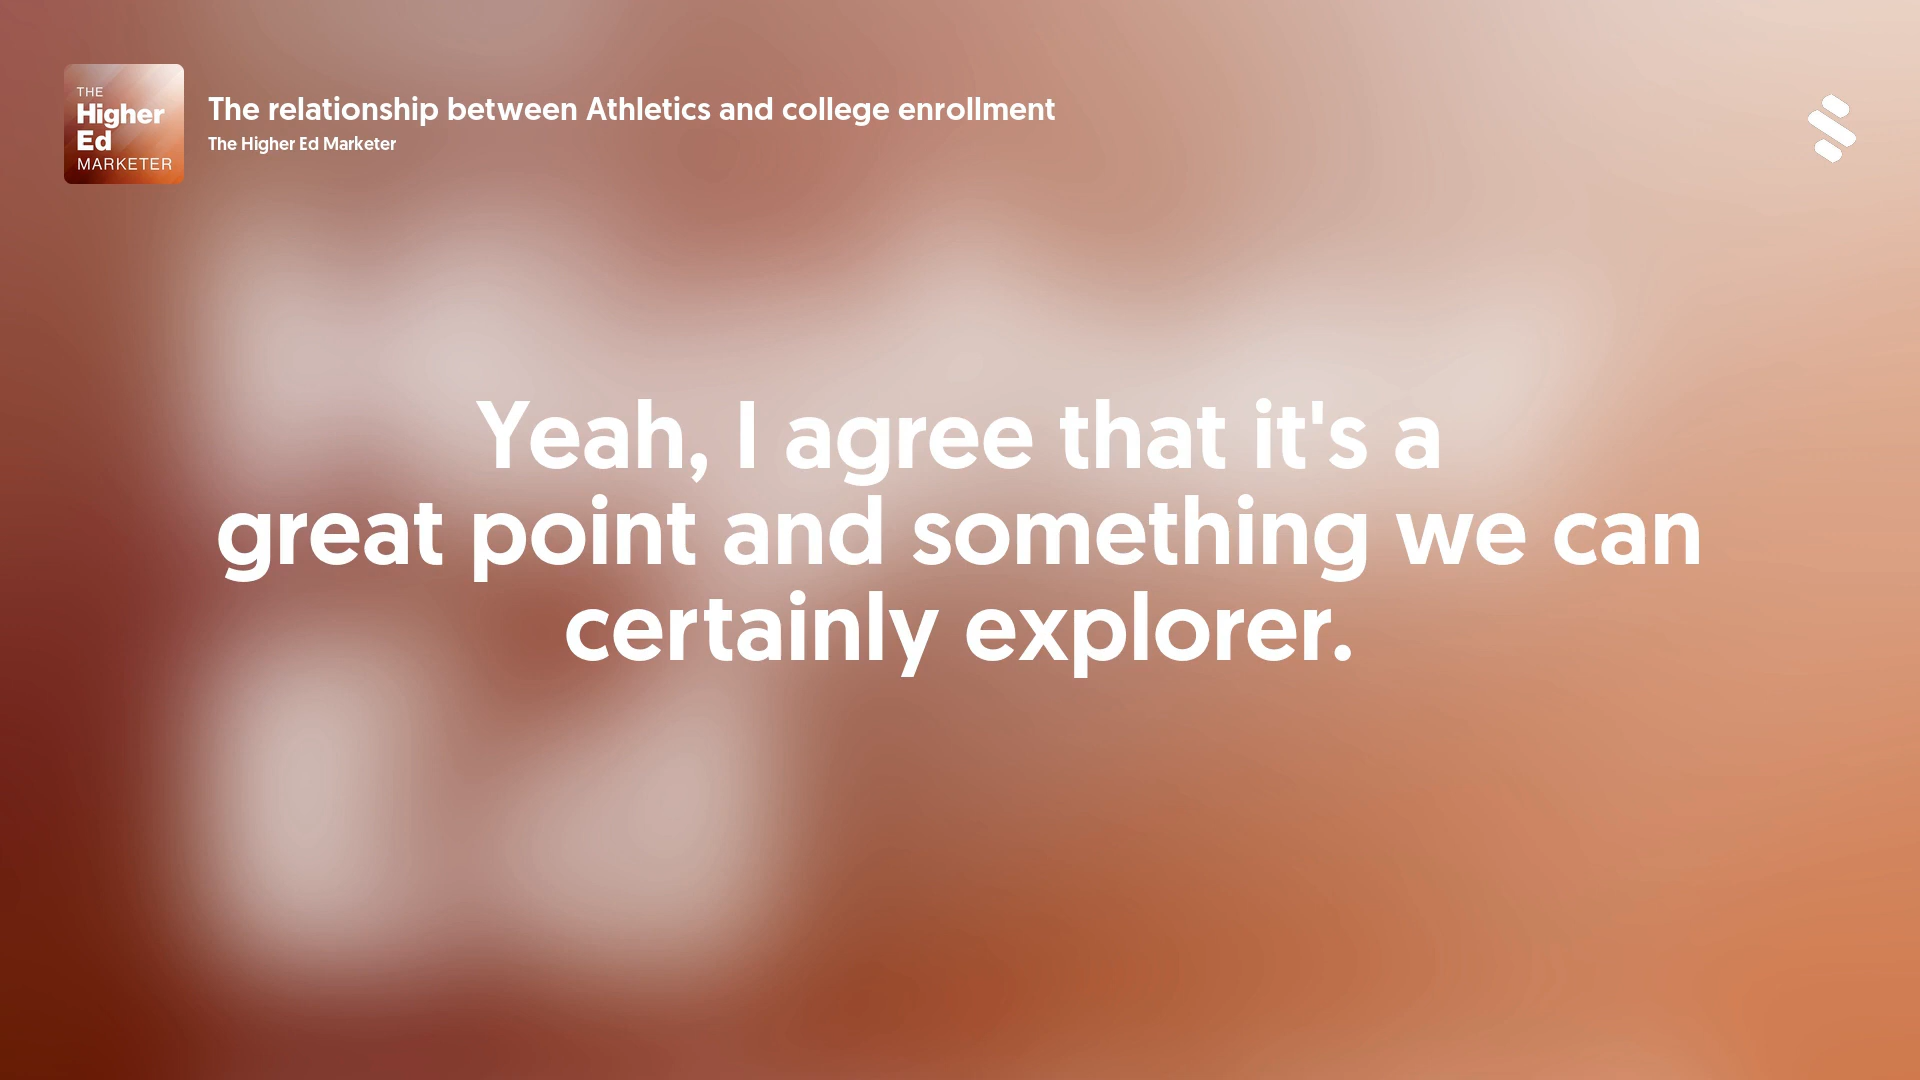 THE
Higher
Ed
MARKETER
The relationship between Athletics and college enrollment
The Higher Ed Marketer
Yeah, I agree that it's a
great point and something we can
certainly explorer.